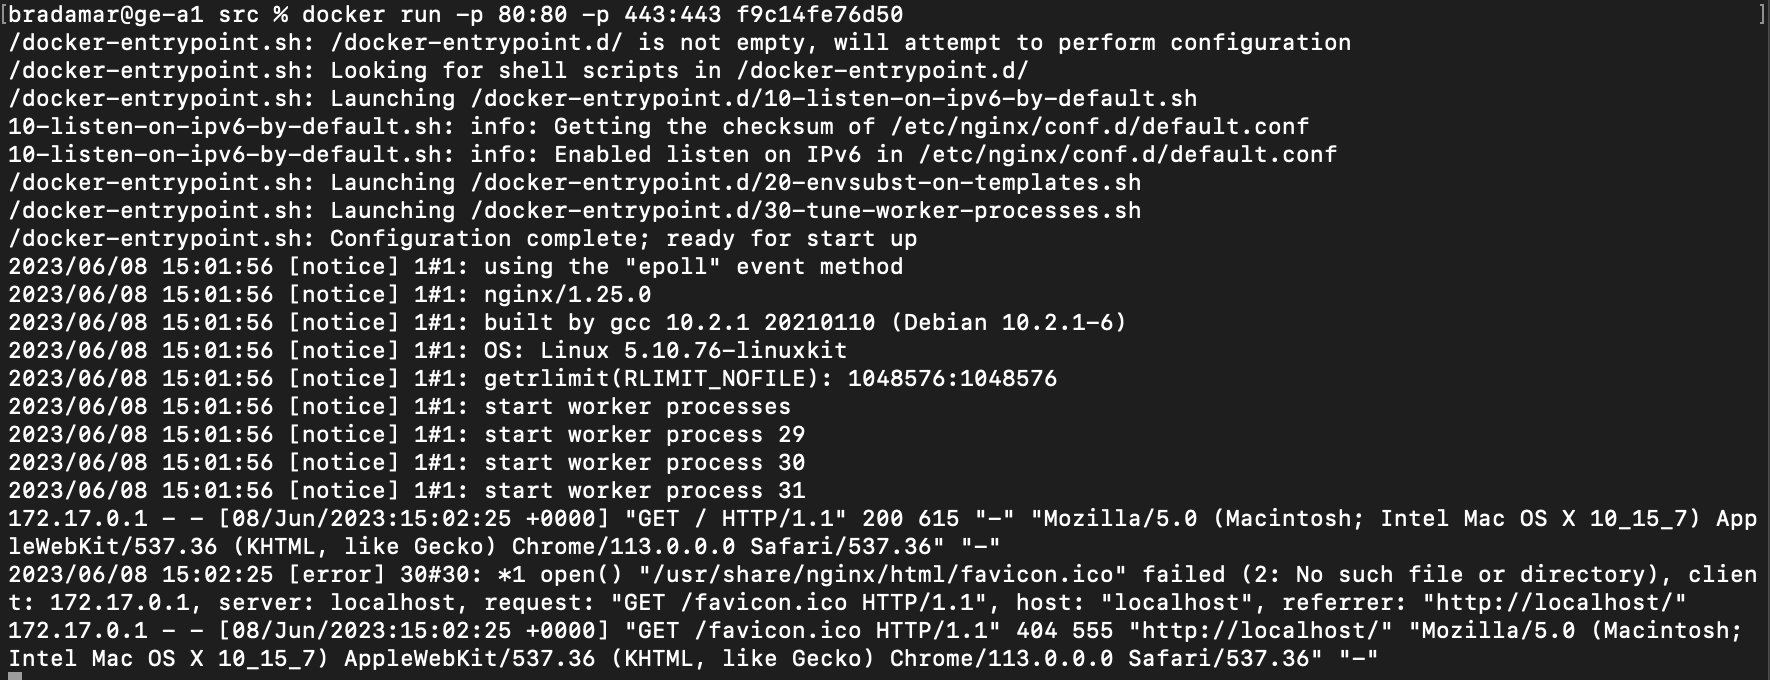 [bradamar@ge-a1 src % docker run -p 80:80 -p 443:443 f9c14fe76d50 ]
/docker-entrypoint.sh: /docker-entrypoint.d/ is not empty, will attempt to perform configuration
/docker-entrypoint.sh: Looking for shell scripts in /docker-entrypoint.d/
/docker-entrypoint.sh: Launching /docker-entrypoint.d/10-listen-on-ipv6-by-default.sh
10-listen-on-ipv6-by-default.sh: info: Getting the checksum of /etc/nginx/conf.d/default.conf
10-listen-on-ipv6-by-default.sh: info: Enabled listen on IPv6 in /etc/nginx/conf.d/default.conf
/docker-entrypoint.sh: Launching /docker-entrypoint.d/20-envsubst-on-templates.sh
/docker-entrypoint.sh: Launching /docker-entrypoint.d/30-tune-worker-processes.sh
/docker-entrypoint.sh: Configuration complete; ready for start up
2023/06/08 15:01:56 [notice] 1#1: using the "epoll" event method
2023/06/08 15:01:56 [notice] 1#1: nginx/1.25.0
2023/06/08 15:01:56 [notice] 1#1: built by gcc 10.2.1 20210110 (Debian 10.2.1-6)
2023/06/08 15:01:56 [notice] 1#1: OS: Linux 5.10.76-linuxkit
2023/06/08 15:01:56 [notice] 1#1: getrlimit(RLIMIT_NOFILE): 1048576:1048576
2023/06/08 15:01:56 [notice] 1#1: start worker processes
2023/06/08 15:01:56 [notice] 1#1: start worker process 29
2023/06/08 15:01:56 [notice] 1#1: start worker process 30
2023/06/08 15:01:56 [notice] 1#1: start worker process 31
172.17.0.1 - - [08/Jun/2023:15:02:25 +0000] "GET / HTTP/1.1" 200 615 "-" "Mozilla/5.0 (Macintosh; Intel Mac OS X 10_15_7) App
leWebKit/537.36 (KHTML, like Gecko) Chrome/113.0.0.0 Safari/537.36" "-"
2023/06/08 15:02:25 [error] 30#30: *1 open() "/usr/share/nginx/html/favicon.ico" failed (2: No such file or directory), clien
t: 172.17.0.1, server: localhost, request: "GET /favicon.ico HTTP/1.1", host: "localhost", referrer: "http://localhost/"
172.17.0.1 - - [08/Jun/2023:15:02:25 +0000] "GET /favicon.ico HTTP/1.1" 404 555 "http://localhost/" "Mozilla/5.0 (Macintosh;
Intel Mac OS X 10_15_7) AppleWebKit/537.36 (KHTML, like Gecko) Chrome/113.0.0.0 Safari/537.36" "-"